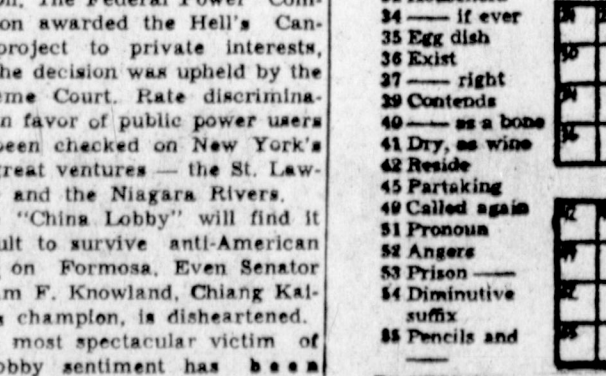 on awarded the Hell's Can-
project to private interests,
he decision was upheld by the
eme Court. Rate discrimina-
n favor of public power users
been checked on New York's
reat ventures — the St. Law-
and the Niagara Rivers.
"China Lobby" will find it
ult to survive anti-American
on Formosa. Even Senator
m F. Knowland, Chiang Kai-
champion, is disheartened.
most spectacular victim of
obby sentiment has been
34 —— if ever
35 Egg dish
36 Exist
37 —— right
39 Contends
40 —— as a bone
41 Dry, as wine
42 Reside
45 Partaking
49 Called again
51 Pronoun
52 Angers
53 Prison ——
54 Diminutive
suffix
55 Pencils and
——